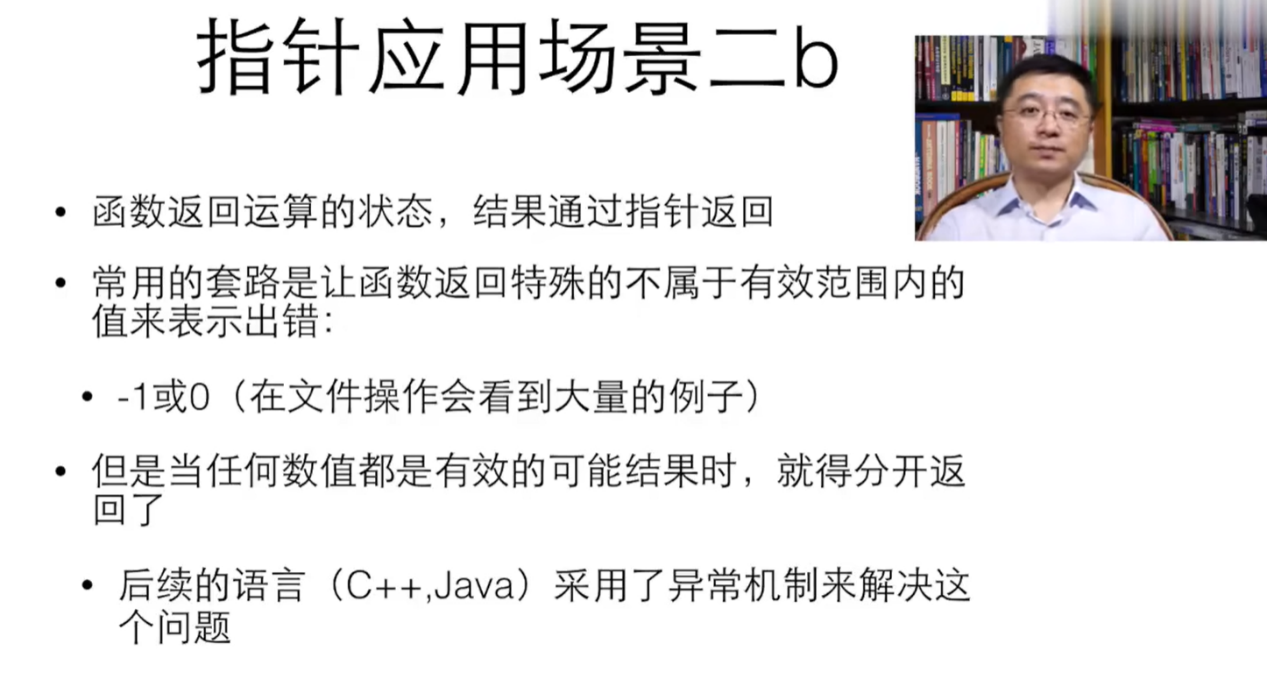 指针应用场景二b
• 函数返回运算的状态，结果通过指针返回
• 常用的套路是让函数返回特殊的不属于有效范围内的
值来表示出错：
• -1或0（在文件操作会看到大量的例子）
• 但是当任何数值都是有效的可能结果时，就得分开返
回了
• 后续的语言（C++,Java）采用了异常机制来解决这
个问题